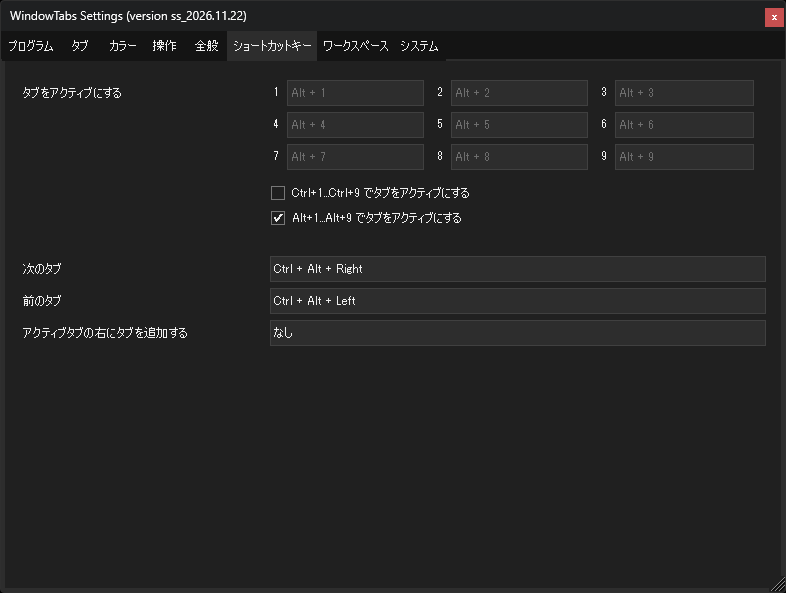 WindowTabs Settings (version ss_2026.11.22)
x
プログラム タブ カラー 操作 全般 ショートカットキー ワークスペース システム
タブをアクティブにする 1 Alt + 1 2 Alt + 2 3 Alt + 3
4 Alt + 4 5 Alt + 5 6 Alt + 6
7 Alt + 7 8 Alt + 8 9 Alt + 9
Ctrl+1...Ctrl+9 でタブをアクティブにする
Alt+1...Alt+9 でタブをアクティブにする
次のタブ Ctrl + Alt + Right
前のタブ Ctrl + Alt + Left
アクティブタブの右にタブを追加する なし